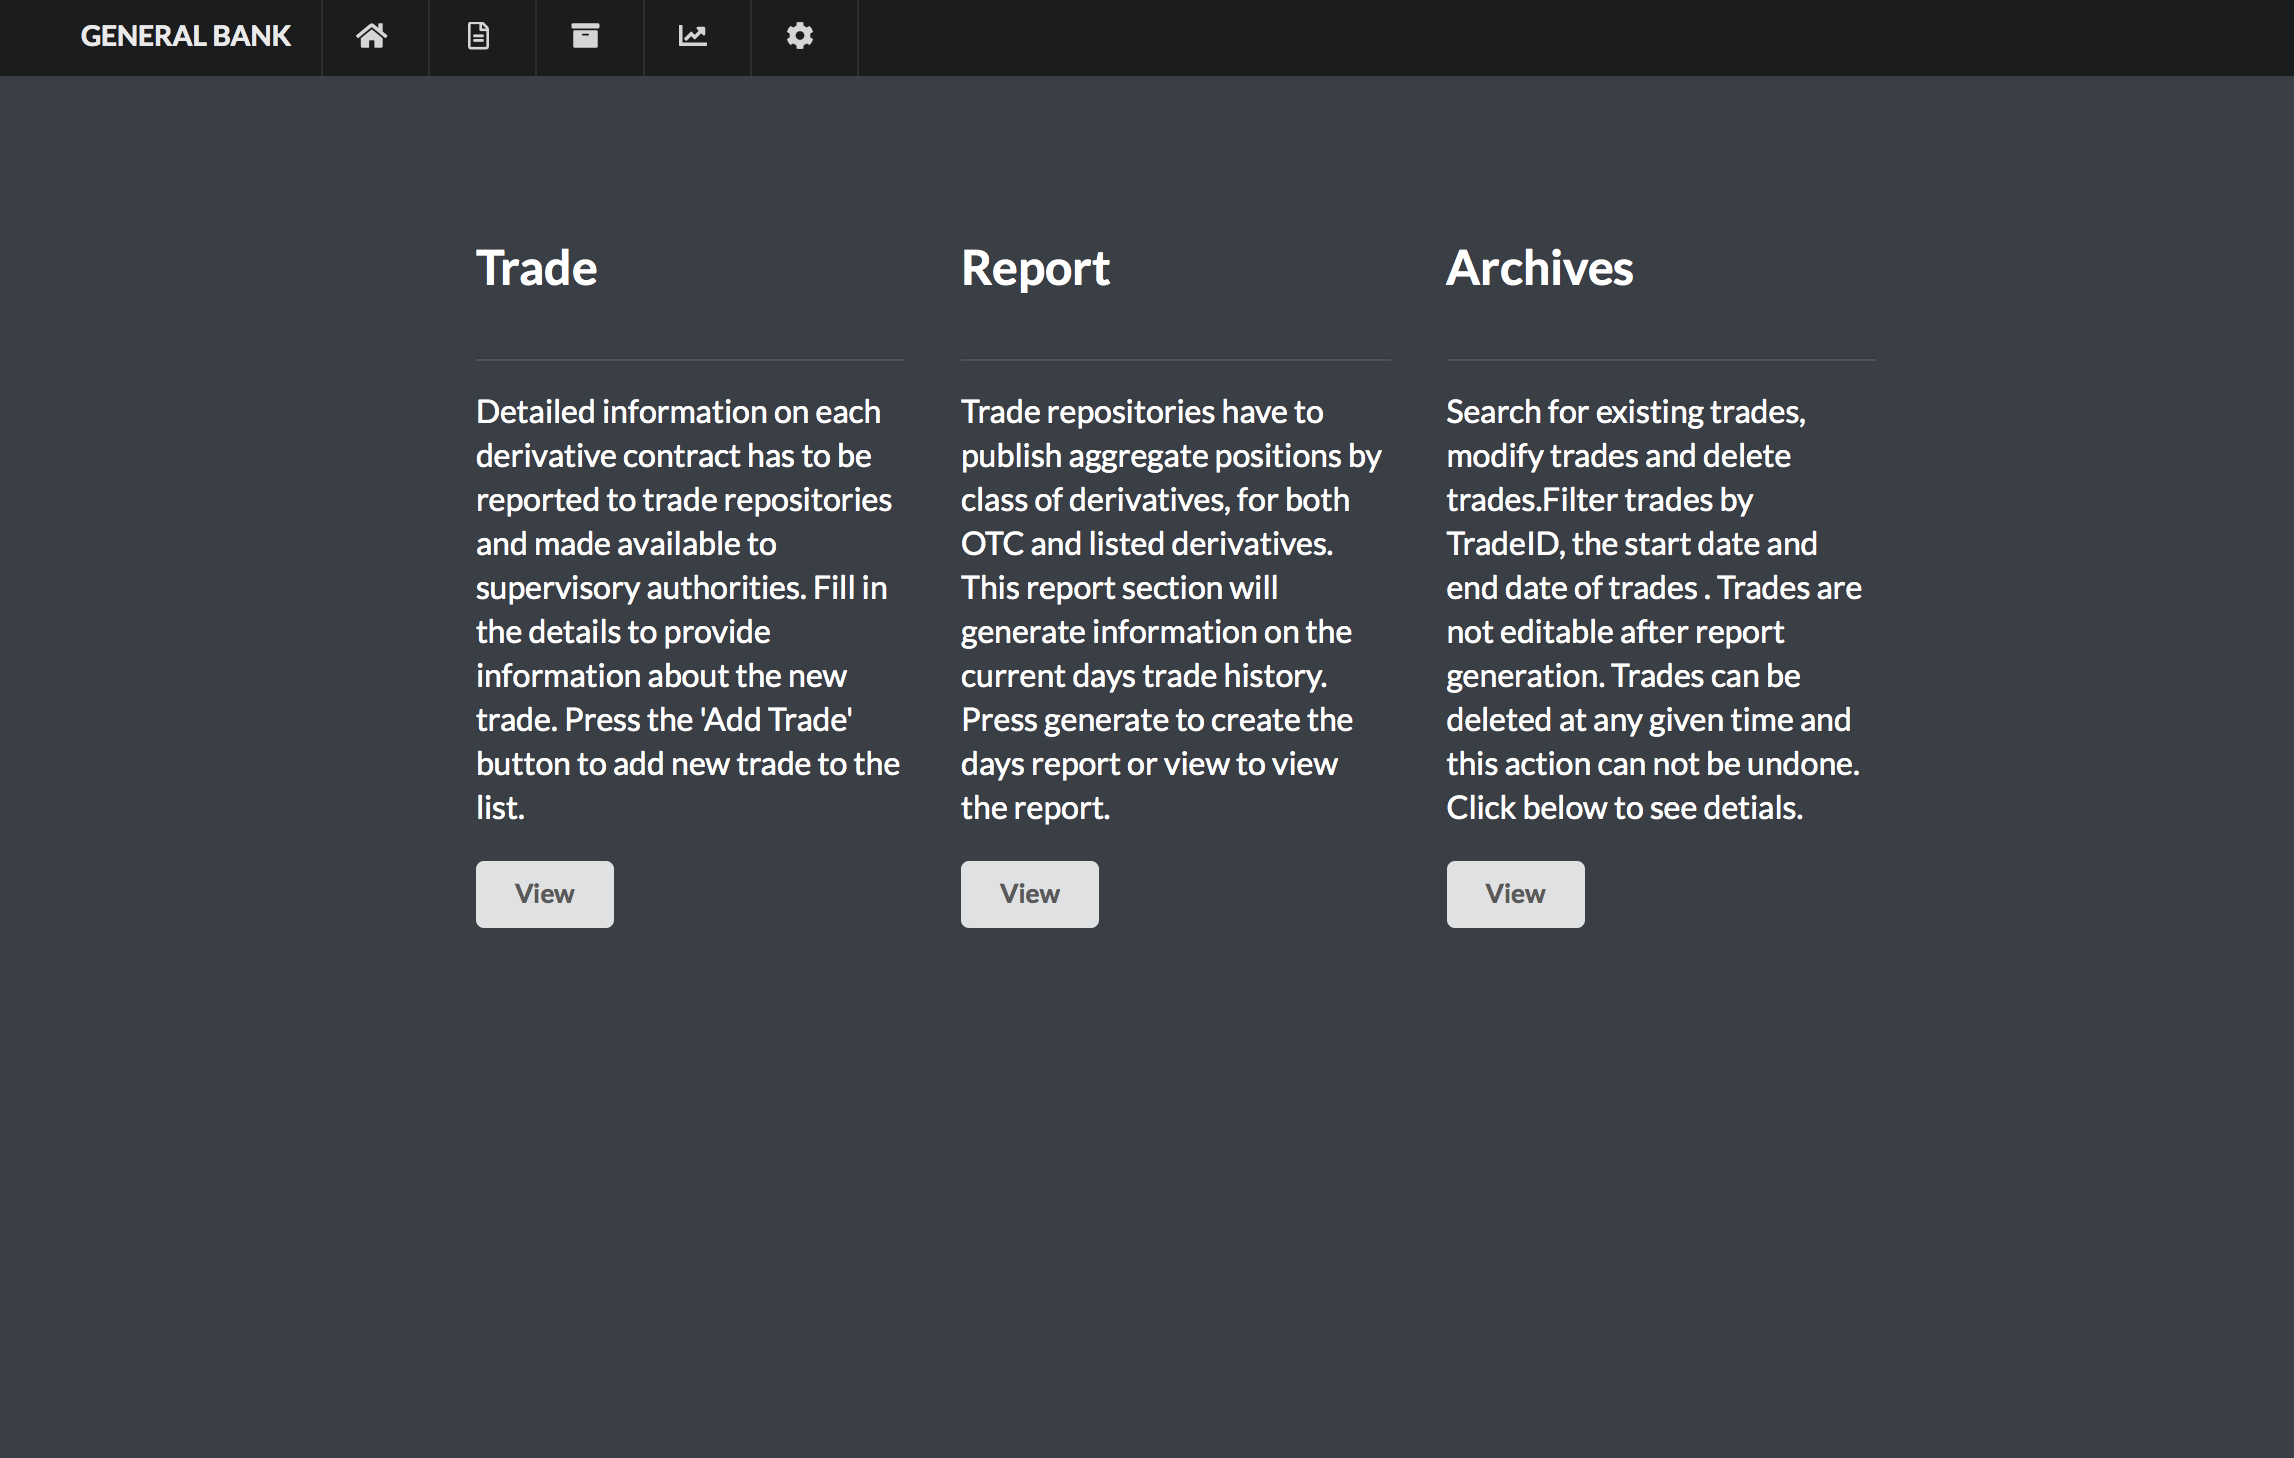 GENERAL BANK
Trade
Detailed information on each
derivative contract has to be
reported to trade repositories
and made available to
supervisory authorities. Fill in
the details to provide
information about the new
trade. Press the 'Add Trade'
button to add new trade to the
list.
View
Report
Trade repositories have to
publish aggregate positions by
class of derivatives, for both
OTC and listed derivatives.
This report section will
generate information on the
current days trade history.
Press generate to create the
days report or view to view
the report.
View
Archives
Search for existing trades,
modify trades and delete
trades.Filter trades by
TradeID, the start date and
end date of trades . Trades are
not editable after report
generation. Trades can be
deleted at any given time and
this action can not be undone.
Click below to see detials.
View